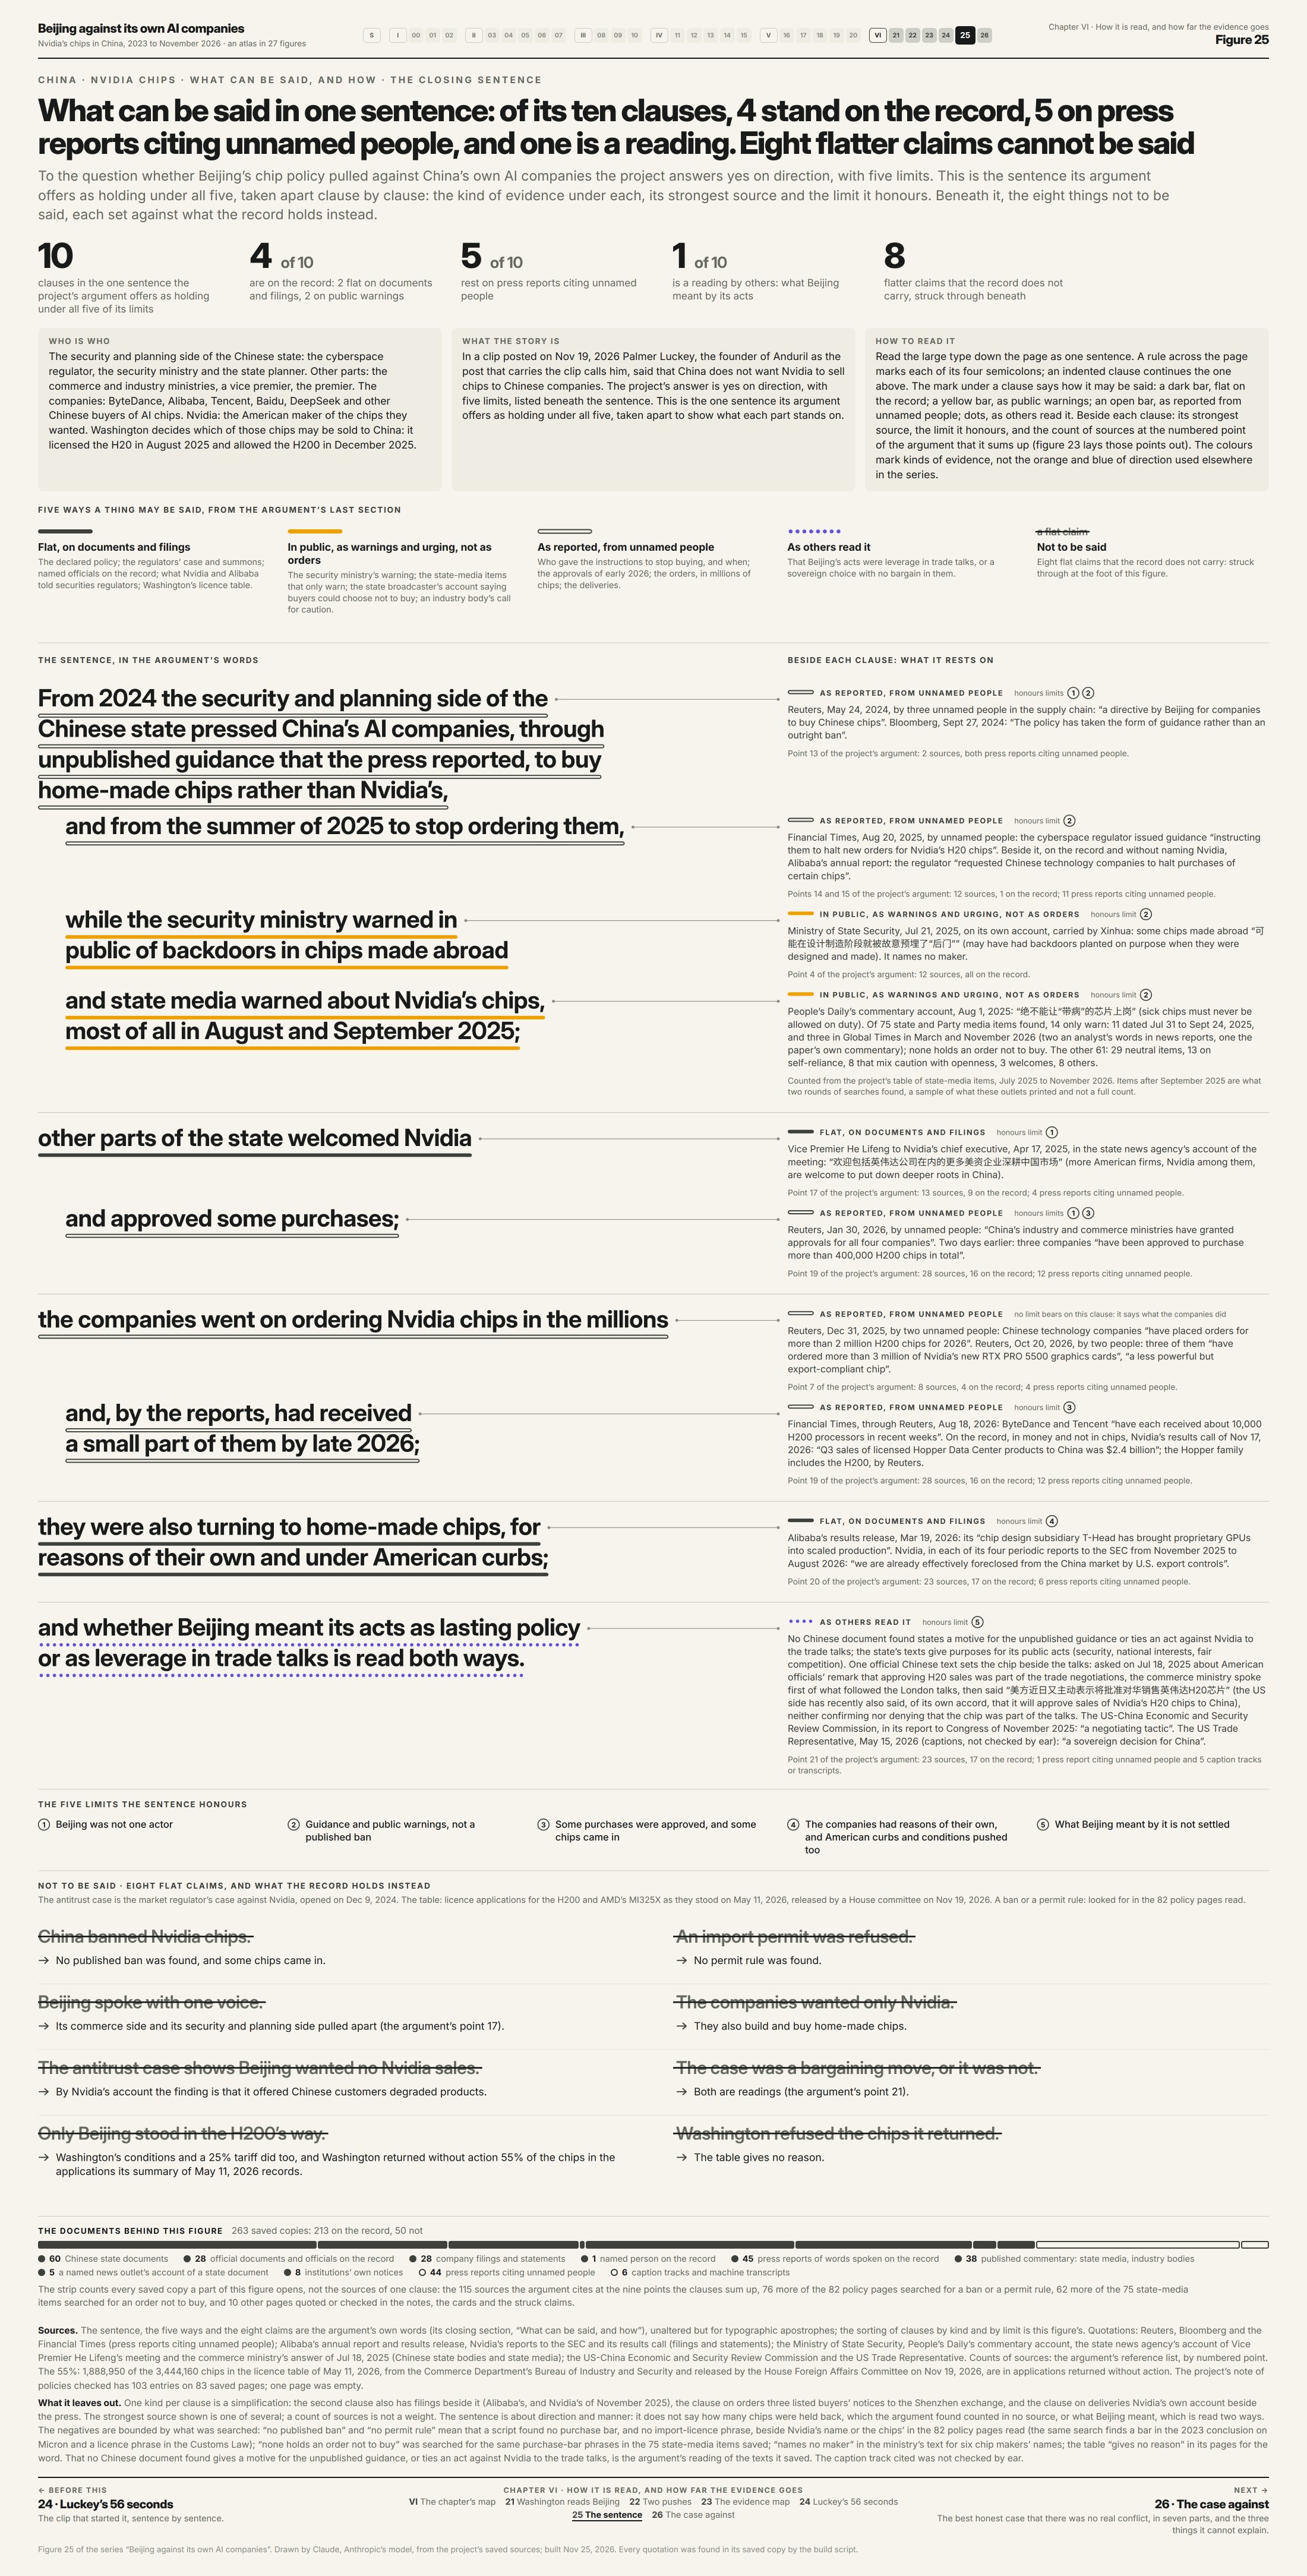 Beijing against its own AI companies
Nvidia's chips in China, 2023 to November 2026 · an atlas in 27 figures
S I 00 01 02 II 03 04 05 06 07 III 08 09 10 IV 11 12 13 14 15 V 16 17 18 19 20 VI 21 22 23 24 25 26
Chapter VI · How it is read, and how far the evidence goes
Figure 25
CHINA · NVIDIA CHIPS · WHAT CAN BE SAID, AND HOW · THE CLOSING SENTENCE
What can be said in one sentence: of its ten clauses, 4 stand on the record, 5 on press
reports citing unnamed people, and one is a reading. Eight flatter claims cannot be said
To the question whether Beijing's chip policy pulled against China's own AI companies the project answers yes on direction, with five limits. This is the sentence its argument
offers as holding under all five, taken apart clause by clause: the kind of evidence under each, its strongest source and the limit it honours. Beneath it, the eight things not to be
said, each set against what the record holds instead.
10
clauses in the one sentence the
project's argument offers as holding
under all five of its limits
4 of 10
are on the record: 2 flat on documents
and filings, 2 on public warnings
5 of 10
rest on press reports citing unnamed
people
1 of 10
is a reading by others: what Beijing
meant by its acts
8
flatter claims that the record does not
carry, struck through beneath
WHO IS WHO
The security and planning side of the Chinese state: the cyberspace
regulator, the security ministry and the state planner. Other parts: the
commerce and industry ministries, a vice premier, the premier. The
companies: ByteDance, Alibaba, Tencent, Baidu, DeepSeek and other
Chinese buyers of AI chips. Nvidia: the American maker of the chips they
wanted. Washington decides which of those chips may be sold to China: it
licensed the H20 in August 2025 and allowed the H200 in December 2025.
WHAT THE STORY IS
In a clip posted on Nov 19, 2026 Palmer Luckey, the founder of Anduril as the
post that carries the clip calls him, said that China does not want Nvidia to sell
chips to Chinese companies. The project's answer is yes on direction, with
five limits, listed beneath the sentence. This is the one sentence its argument
offers as holding under all five, taken apart to show what each part stands on.
HOW TO READ IT
Read the large type down the page as one sentence. A rule across the page
marks each of its four semicolons; an indented clause continues the one
above. The mark under a clause says how it may be said: a dark bar, flat on
the record; a yellow bar, as public warnings; an open bar, as reported from
unnamed people; dots, as others read it. Beside each clause: its strongest
source, the limit it honours, and the count of sources at the numbered point
of the argument that it sums up (figure 23 lays those points out). The colours
mark kinds of evidence, not the orange and blue of direction used elsewhere
in the series.
FIVE WAYS A THING MAY BE SAID, FROM THE ARGUMENT'S LAST SECTION
Flat, on documents and filings
The declared policy; the regulators' case and summons;
named officials on the record; what Nvidia and Alibaba
told securities regulators; Washington's licence table.
In public, as warnings and urging, not as
orders
The security ministry's warning; the state-media items
that only warn; the state broadcaster's account saying
buyers could choose not to buy; an industry body's call
for caution.
As reported, from unnamed people
Who gave the instructions to stop buying, and when;
the approvals of early 2026; the orders, in millions of
chips; the deliveries.
As others read it
That Beijing's acts were leverage in trade talks, or a
sovereign choice with no bargain in them.
a flat claim
Not to be said
Eight flat claims that the record does not carry: struck
through at the foot of this figure.
THE SENTENCE, IN THE ARGUMENT'S WORDS
BESIDE EACH CLAUSE: WHAT IT RESTS ON
From 2024 the security and planning side of the
Chinese state pressed China's AI companies, through
unpublished guidance that the press reported, to buy
home-made chips rather than Nvidia's,
AS REPORTED, FROM UNNAMED PEOPLE honours limits 1 2
Reuters, May 24, 2024, by three unnamed people in the supply chain: “a directive by Beijing for companies
to buy Chinese chips”. Bloomberg, Sept 27, 2024: “The policy has taken the form of guidance rather than an
outright ban”.
Point 13 of the project's argument: 2 sources, both press reports citing unnamed people.
and from the summer of 2025 to stop ordering them,
AS REPORTED, FROM UNNAMED PEOPLE honours limit 2
Financial Times, Aug 20, 2025, by unnamed people: the cyberspace regulator issued guidance “instructing
them to halt new orders for Nvidia's H20 chips”. Beside it, on the record and without naming Nvidia,
Alibaba's annual report: the regulator “requested Chinese technology companies to halt purchases of
certain chips”.
Points 14 and 15 of the project's argument: 12 sources, 1 on the record; 11 press reports citing unnamed people.
while the security ministry warned in
public of backdoors in chips made abroad
IN PUBLIC, AS WARNINGS AND URGING, NOT AS ORDERS honours limit 2
Ministry of State Security, Jul 21, 2025, on its own account, carried by Xinhua: some chips made abroad “可
能在设计制造阶段就被故意预埋了“后门”” (may have had backdoors planted on purpose when they were
designed and made). It names no maker.
Point 4 of the project's argument: 12 sources, all on the record.
and state media warned about Nvidia's chips,
most of all in August and September 2025;
IN PUBLIC, AS WARNINGS AND URGING, NOT AS ORDERS honours limit 2
People's Daily's commentary account, Aug 1, 2025: “绝不能让“带病”的芯片上岗” (sick chips must never be
allowed on duty). Of 75 state and Party media items found, 14 only warn: 11 dated Jul 31 to Sept 24, 2025,
and three in Global Times in March and November 2026 (two an analyst's words in news reports, one the
paper's own commentary); none holds an order not to buy. The other 61: 29 neutral items, 13 on
self-reliance, 8 that mix caution with openness, 3 welcomes, 8 others.
Counted from the project's table of state-media items, July 2025 to November 2026. Items after September 2025 are what
two rounds of searches found, a sample of what these outlets printed and not a full count.
other parts of the state welcomed Nvidia
FLAT, ON DOCUMENTS AND FILINGS honours limit 1
Vice Premier He Lifeng to Nvidia's chief executive, Apr 17, 2025, in the state news agency's account of the
meeting: “欢迎包括英伟达公司在内的更多美资企业深耕中国市场” (more American firms, Nvidia among them,
are welcome to put down deeper roots in China).
Point 17 of the project's argument: 13 sources, 9 on the record; 4 press reports citing unnamed people.
and approved some purchases;
AS REPORTED, FROM UNNAMED PEOPLE honours limits 1 3
Reuters, Jan 30, 2026, by unnamed people: “China's industry and commerce ministries have granted
approvals for all four companies”. Two days earlier: three companies “have been approved to purchase
more than 400,000 H200 chips in total”.
Point 19 of the project's argument: 28 sources, 16 on the record; 12 press reports citing unnamed people.
the companies went on ordering Nvidia chips in the millions
AS REPORTED, FROM UNNAMED PEOPLE no limit bears on this clause: it says what the companies did
Reuters, Dec 31, 2025, by two unnamed people: Chinese technology companies “have placed orders for
more than 2 million H200 chips for 2026”. Reuters, Oct 20, 2026, by two people: three of them “have
ordered more than 3 million of Nvidia's new RTX PRO 5500 graphics cards”, “a less powerful but
export-compliant chip”.
Point 7 of the project's argument: 8 sources, 4 on the record; 4 press reports citing unnamed people.
and, by the reports, had received
a small part of them by late 2026;
AS REPORTED, FROM UNNAMED PEOPLE honours limit 3
Financial Times, through Reuters, Aug 18, 2026: ByteDance and Tencent “have each received about 10,000
H200 processors in recent weeks”. On the record, in money and not in chips, Nvidia's results call of Nov 17,
2026: “Q3 sales of licensed Hopper Data Center products to China was $2.4 billion”; the Hopper family
includes the H200, by Reuters.
Point 19 of the project's argument: 28 sources, 16 on the record; 12 press reports citing unnamed people.
they were also turning to home-made chips, for
reasons of their own and under American curbs;
FLAT, ON DOCUMENTS AND FILINGS honours limit 4
Alibaba's results release, Mar 19, 2026: its “chip design subsidiary T-Head has brought proprietary GPUs
into scaled production”. Nvidia, in each of its four periodic reports to the SEC from November 2025 to
August 2026: “we are already effectively foreclosed from the China market by U.S. export controls”.
Point 20 of the project's argument: 23 sources, 17 on the record; 6 press reports citing unnamed people.
and whether Beijing meant its acts as lasting policy
or as leverage in trade talks is read both ways.
AS OTHERS READ IT honours limit 5
No Chinese document found states a motive for the unpublished guidance or ties an act against Nvidia to
the trade talks; the state's texts give purposes for its public acts (security, national interests, fair
competition). One official Chinese text sets the chip beside the talks: asked on Jul 18, 2025 about American
officials' remark that approving H20 sales was part of the trade negotiations, the commerce ministry spoke
first of what followed the London talks, then said “美方近日又主动表示将批准对华销售英伟达H20芯片” (the US
side has recently also said, of its own accord, that it will approve sales of Nvidia's H20 chips to China),
neither confirming nor denying that the chip was part of the talks. The US-China Economic and Security
Review Commission, in its report to Congress of November 2025: “a negotiating tactic”. The US Trade
Representative, May 15, 2026 (captions, not checked by ear): “a sovereign decision for China”.
Point 21 of the project's argument: 23 sources, 17 on the record; 1 press report citing unnamed people and 5 caption tracks
or transcripts.
THE FIVE LIMITS THE SENTENCE HONOURS
1 Beijing was not one actor
2 Guidance and public warnings, not a
published ban
3 Some purchases were approved, and some
chips came in
4 The companies had reasons of their own,
and American curbs and conditions pushed
too
5 What Beijing meant by it is not settled
NOT TO BE SAID · EIGHT FLAT CLAIMS, AND WHAT THE RECORD HOLDS INSTEAD
The antitrust case is the market regulator's case against Nvidia, opened on Dec 9, 2024. The table: licence applications for the H200 and AMD's MI325X as they stood on May 11, 2026, released by a House committee on Nov 19, 2026. A ban or a permit rule: looked for in the 82 policy pages read.
China banned Nvidia chips.
→ No published ban was found, and some chips came in.
An import permit was refused.
→ No permit rule was found.
Beijing spoke with one voice.
→ Its commerce side and its security and planning side pulled apart (the argument's point 17).
The companies wanted only Nvidia.
→ They also build and buy home-made chips.
The antitrust case shows Beijing wanted no Nvidia sales.
→ By Nvidia's account the finding is that it offered Chinese customers degraded products.
The case was a bargaining move, or it was not.
→ Both are readings (the argument's point 21).
Only Beijing stood in the H200's way.
→ Washington's conditions and a 25% tariff did too, and Washington returned without action 55% of the chips in the
applications its summary of May 11, 2026 records.
Washington refused the chips it returned.
→ The table gives no reason.
THE DOCUMENTS BEHIND THIS FIGURE 263 saved copies: 213 on the record, 50 not
60 Chinese state documents 28 official documents and officials on the record 28 company filings and statements 1 named person on the record 45 press reports of words spoken on the record 38 published commentary: state media, industry bodies
5 a named news outlet's account of a state document 8 institutions' own notices 44 press reports citing unnamed people 6 caption tracks and machine transcripts
The strip counts every saved copy a part of this figure opens, not the sources of one clause: the 115 sources the argument cites at the nine points the clauses sum up, 76 more of the 82 policy pages searched for a ban or a permit rule, 62 more of the 75 state-media
items searched for an order not to buy, and 10 other pages quoted or checked in the notes, the cards and the struck claims.
Sources. The sentence, the five ways and the eight claims are the argument's own words (its closing section, “What can be said, and how”), unaltered but for typographic apostrophes; the sorting of clauses by kind and by limit is this figure's. Quotations: Reuters, Bloomberg and the
Financial Times (press reports citing unnamed people); Alibaba's annual report and results release, Nvidia's reports to the SEC and its results call (filings and statements); the Ministry of State Security, People's Daily's commentary account, the state news agency's account of Vice
Premier He Lifeng's meeting and the commerce ministry's answer of Jul 18, 2025 (Chinese state bodies and state media); the US-China Economic and Security Review Commission and the US Trade Representative. Counts of sources: the argument's reference list, by numbered point.
The 55%: 1,888,950 of the 3,444,160 chips in the licence table of May 11, 2026, from the Commerce Department's Bureau of Industry and Security and released by the House Foreign Affairs Committee on Nov 19, 2026, are in applications returned without action. The project's note of
policies checked has 103 entries on 83 saved pages; one page was empty.
What it leaves out. One kind per clause is a simplification: the second clause also has filings beside it (Alibaba's, and Nvidia's of November 2025), the clause on orders three listed buyers' notices to the Shenzhen exchange, and the clause on deliveries Nvidia's own account beside
the press. The strongest source shown is one of several; a count of sources is not a weight. The sentence is about direction and manner: it does not say how many chips were held back, which the argument found counted in no source, or what Beijing meant, which is read two ways.
The negatives are bounded by what was searched: “no published ban” and “no permit rule” mean that a script found no purchase bar, and no import-licence phrase, beside Nvidia's name or the chips' in the 82 policy pages read (the same search finds a bar in the 2023 conclusion on
Micron and a licence phrase in the Customs Law); “none holds an order not to buy” was searched for the same purchase-bar phrases in the 75 state-media items saved; “names no maker” in the ministry's text for six chip makers' names; the table “gives no reason” in its pages for the
word. That no Chinese document found gives a motive for the unpublished guidance, or ties an act against Nvidia to the trade talks, is the argument's reading of the texts it saved. The caption track cited was not checked by ear.
← BEFORE THIS
24 · Luckey's 56 seconds
The clip that started it, sentence by sentence.
CHAPTER VI · HOW IT IS READ, AND HOW FAR THE EVIDENCE GOES
VI The chapter's map 21 Washington reads Beijing 22 Two pushes 23 The evidence map 24 Luckey's 56 seconds
25 The sentence 26 The case against
NEXT →
26 · The case against
The best honest case that there was no real conflict, in seven parts, and the three
things it cannot explain.
Figure 25 of the series “Beijing against its own AI companies”. Drawn by Claude, Anthropic's model, from the project's saved sources; built Nov 25, 2026. Every quotation was found in its saved copy by the build script.